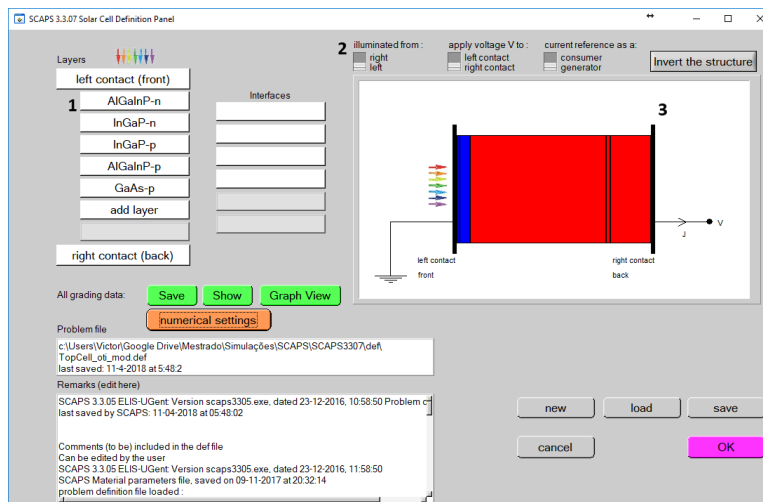 SCAPS 3.3.07 Solar Cell Definition Panel
Layers
left contact (front)
1
AlGaInP-n
InGaP-n
InGaP-p
AlGaInP-p
GaAs-p
add layer
right contact (back)
Interfaces
2
illuminated from :
right
left
apply voltage V to :
left contact
right contact
current reference as a:
consumer
generator
Invert the structure
3
left contact
front
right contact
back
J
V
All grading data:
Save
Show
Graph View
numerical settings
Problem file
c:\Users\Victor\Google Drive\Mestrado\Simulações\SCAPS\SCAPS3307\def\
TopCell_oti_mod.def
last saved: 11-4-2018 at 5:48:2
Remarks (edit here)
SCAPS 3.3.05 ELIS-UGent: Version scaps3305.exe, dated 23-12-2016, 10:58:50 Problem c
last saved by SCAPS: 11-04-2018 at 05:48:02
Comments (to be) included in the def file
Can be edited by the user
SCAPS 3.3.05 ELIS-UGent: Version scaps3305.exe, dated 23-12-2016, 11:58:50
SCAPS Material parameters file, saved on 09-11-2017 at 20:32:14
problem definition file loaded :
new
load
save
cancel
OK